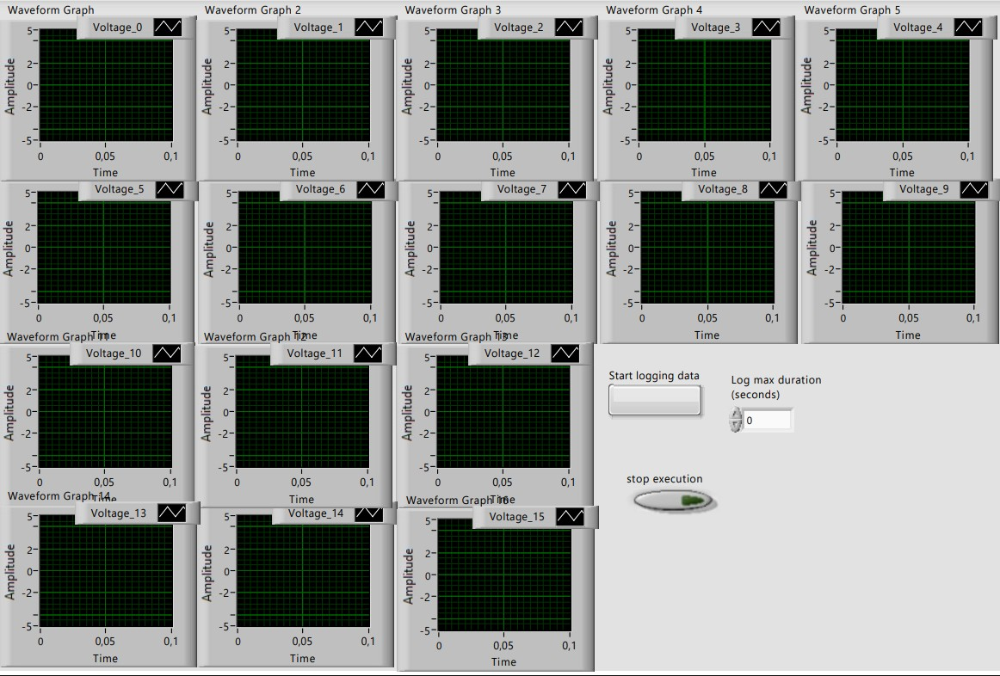 Waveform Graph Waveform Graph 2 Waveform Graph 3 Waveform Graph 4 Waveform Graph 5
Voltage_0 Voltage_1 Voltage_2 Voltage_3 Voltage_4
5 5 5 5 5
2 2 2 2 2
0 0 0 0 0
-2 -2 -2 -2 -2
-5 -5 -5 -5 -5
Amplitude Amplitude Amplitude Amplitude Amplitude
0 0,05 0,1 0 0,05 0,1 0 0,05 0,1 0 0,05 0,1 0 0,05 0,1
Time Time Time Time Time
Voltage_5 Voltage_6 Voltage_7 Voltage_8 Voltage_9
5 5 5 5 5
2 2 2 2 2
0 0 0 0 0
-2 -2 -2 -2 -2
-5 -5 -5 -5 -5
Amplitude Amplitude Amplitude Amplitude Amplitude
0 0,05 0,1 0 0,05 0,1 0 0,05 0,1 0 0,05 0,1 0 0,05 0,1
Time Time Time Time Time
Waveform Graph 11 Waveform Graph 12 Waveform Graph 13
Voltage_10 Voltage_11 Voltage_12
5 5 5
2 2 2
0 0 0
-2 -2 -2
-5 -5 -5
Amplitude Amplitude Amplitude
0 0,05 0,1 0 0,05 0,1 0 0,05 0,1
Time Time Time
Start logging data
Log max duration
(seconds)
0
stop execution
Waveform Graph 14 Waveform Graph 16
Voltage_13 Voltage_14 Voltage_15
5 5 5
2 2 2
0 0 0
-2 -2 -2
-5 -5 -5
Amplitude Amplitude Amplitude
0 0,05 0,1 0 0,05 0,1 0 0,05 0,1
Time Time Time